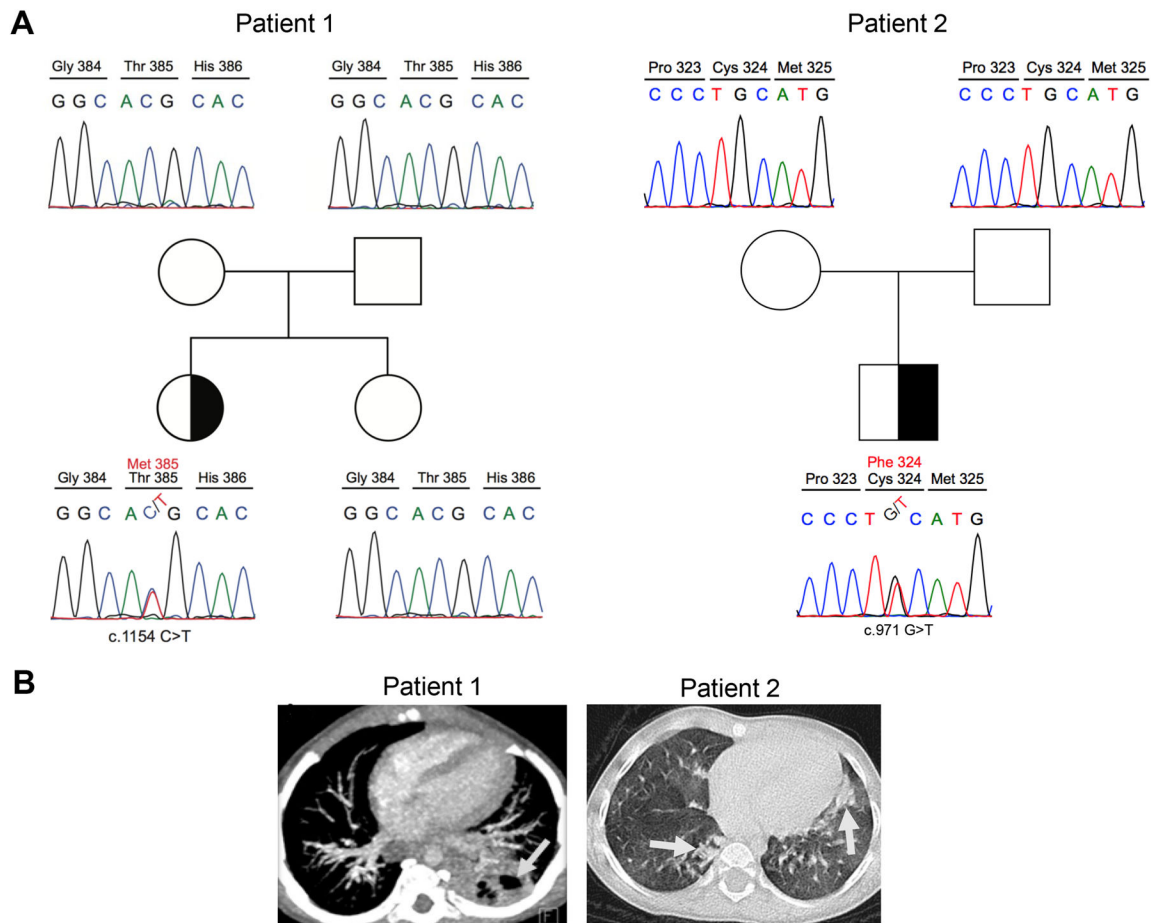 A
Patient 1
Patient 2
Gly 384 Thr 385 His 386
Gly 384 Thr 385 His 386
Pro 323 Cys 324 Met 325
Pro 323 Cys 324 Met 325
G G C A C G C A C
G G C A C G C A C
C C C T G C A T G
C C C T G C A T G
Met 385
Gly 384 Thr 385 His 386
G G C A C/T G C A C
c.1154 C>T
Gly 384 Thr 385 His 386
G G C A C G C A C
Phe 324
Pro 323 Cys 324 Met 325
C C C T G/T C A T G
c.971 G>T
B
Patient 1
Patient 2
F